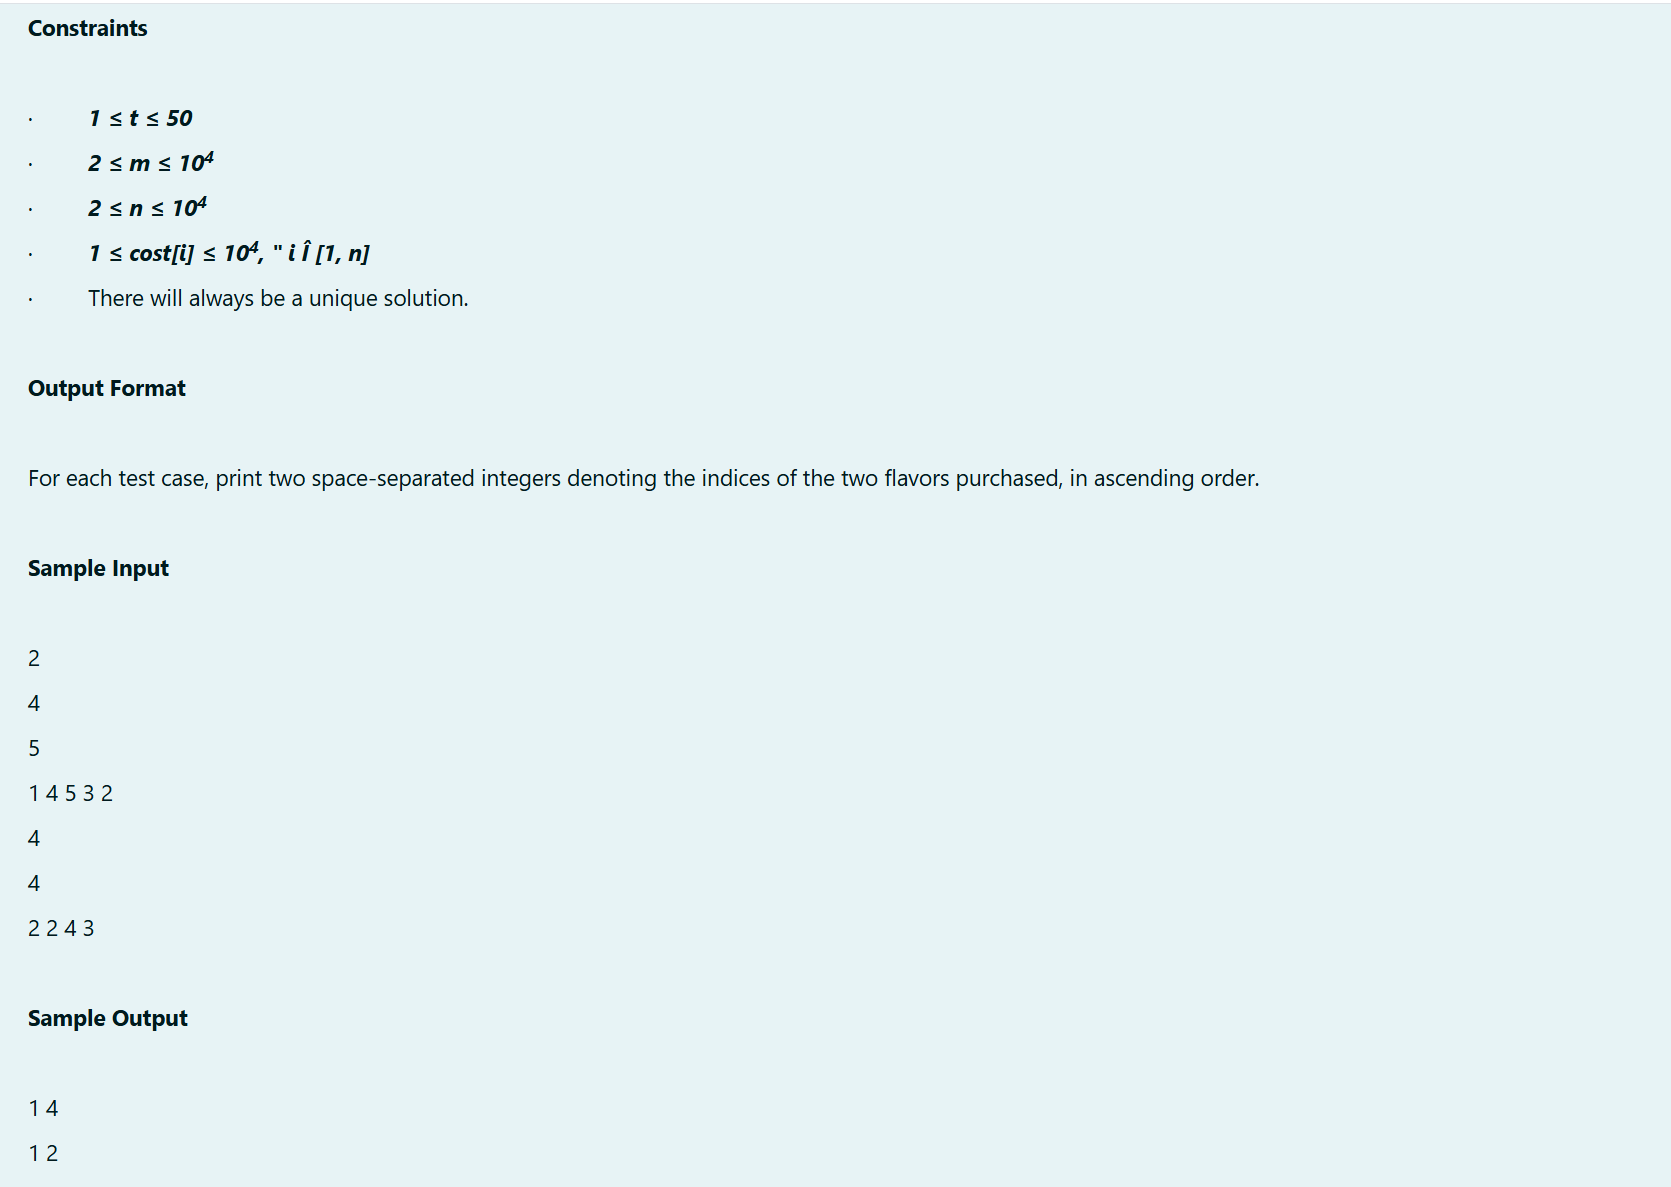 Constraints
· 1 ≤ t ≤ 50
· 2 ≤ m ≤ 10⁴
· 2 ≤ n ≤ 10⁴
· 1 ≤ cost[i] ≤ 10⁴, " i Î [1, n]
· There will always be a unique solution.
Output Format
For each test case, print two space-separated integers denoting the indices of the two flavors purchased, in ascending order.
Sample Input
2
4
5
1 4 5 3 2
4
4
2 2 4 3
Sample Output
1 4
1 2